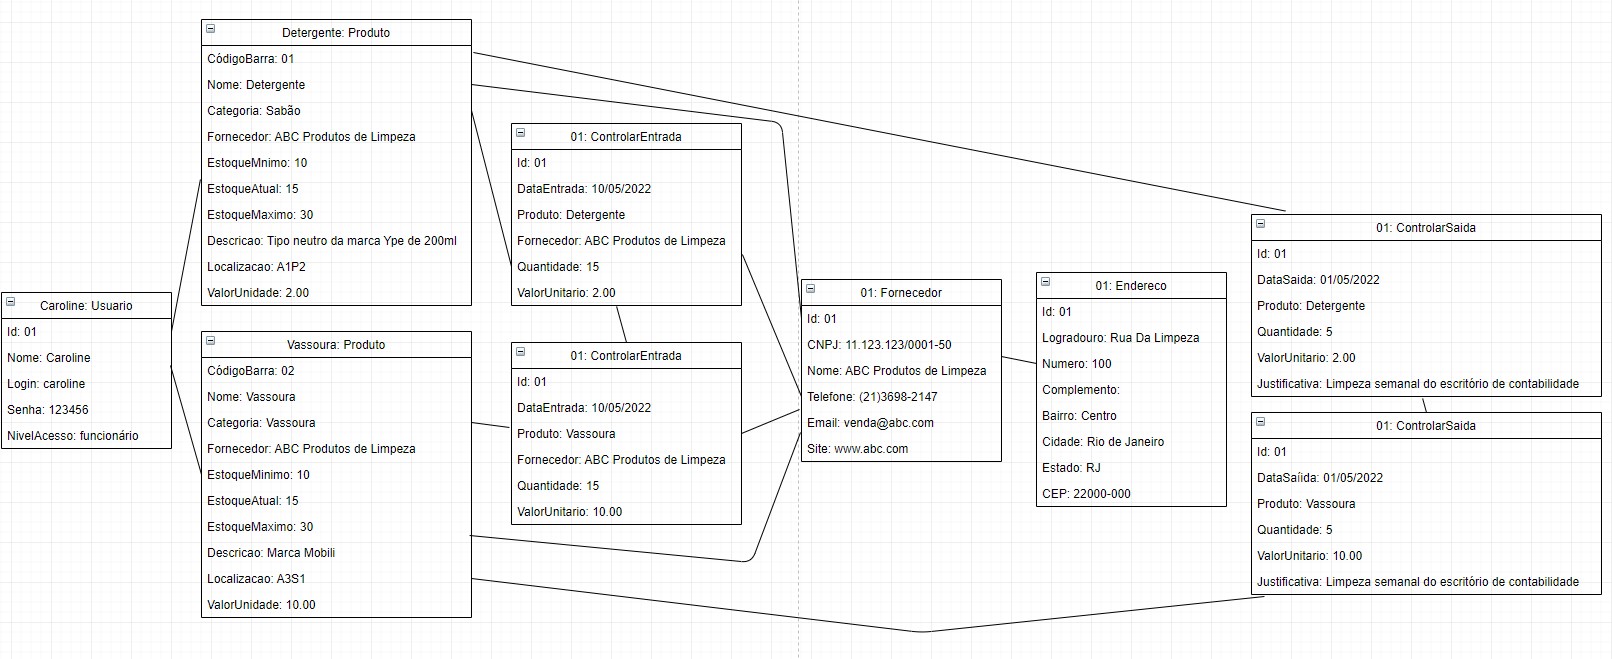 Detergente: Produto
CódigoBarra: 01
Nome: Detergente
Categoria: Sabão
Fornecedor: ABC Produtos de Limpeza
EstoqueMnimo: 10
EstoqueAtual: 15
EstoqueMaximo: 30
Descricao: Tipo neutro da marca Ype de 200ml
Localizacao: A1P2
ValorUnidade: 2.00
Caroline: Usuario
Id: 01
Nome: Caroline
Login: caroline
Senha: 123456
NivelAcesso: funcionário
Vassoura: Produto
CódigoBarra: 02
Nome: Vassoura
Categoria: Vassoura
Fornecedor: ABC Produtos de Limpeza
EstoqueMinimo: 10
EstoqueAtual: 15
EstoqueMaximo: 30
Descricao: Marca Mobili
Localizacao: A3S1
ValorUnidade: 10.00
01: ControlarEntrada
Id: 01
DataEntrada: 10/05/2022
Produto: Detergente
Fornecedor: ABC Produtos de Limpeza
Quantidade: 15
ValorUnitario: 2.00
01: ControlarEntrada
Id: 01
DataEntrada: 10/05/2022
Produto: Vassoura
Fornecedor: ABC Produtos de Limpeza
Quantidade: 15
ValorUnitario: 10.00
01: Fornecedor
Id: 01
CNPJ: 11.123.123/0001-50
Nome: ABC Produtos de Limpeza
Telefone: (21)3698-2147
Email: venda@abc.com
Site: www.abc.com
01: Endereco
Id: 01
Logradouro: Rua Da Limpeza
Numero: 100
Complemento:
Bairro: Centro
Cidade: Rio de Janeiro
Estado: RJ
CEP: 22000-000
01: ControlarSaida
Id: 01
DataSaida: 01/05/2022
Produto: Detergente
Quantidade: 5
ValorUnitario: 2.00
Justificativa: Limpeza semanal do escritório de contabilidade
01: ControlarSaida
Id: 01
DataSaíida: 01/05/2022
Produto: Vassoura
Quantidade: 5
ValorUnitario: 10.00
Justificativa: Limpeza semanal do escritório de contabilidade